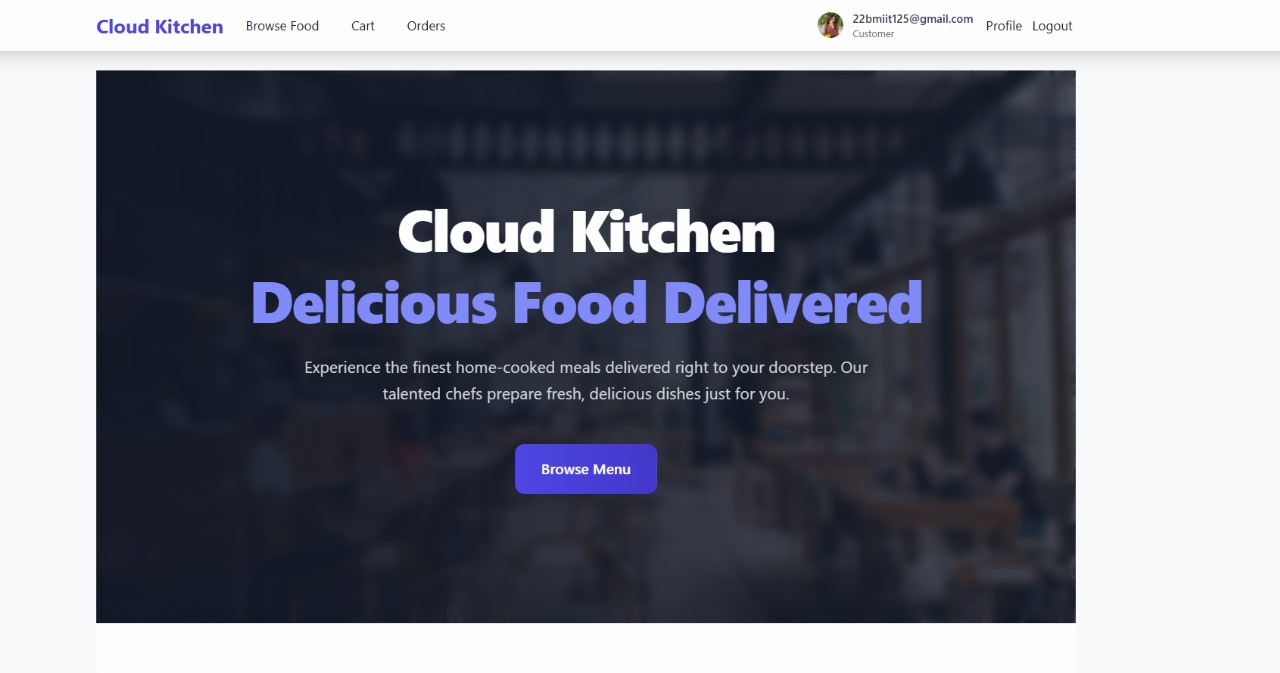 Cloud Kitchen
Browse Food
Cart
Orders
22bmiit125@gmail.com
Customer
Profile
Logout
Cloud Kitchen
Delicious Food Delivered
Experience the finest home-cooked meals delivered right to your doorstep. Our
talented chefs prepare fresh, delicious dishes just for you.
Browse Menu